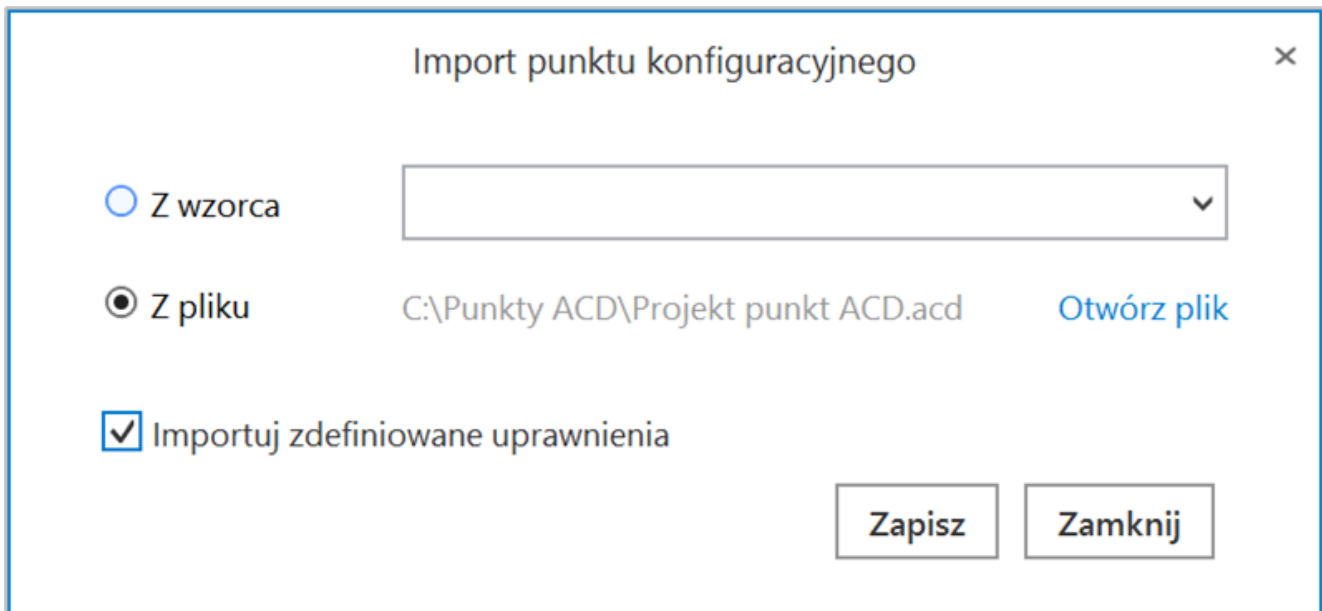 Import punktu konfiguracyjnego
Z wzorca
Z pliku C:\Punkty ACD\Projekt punkt ACD.acd Otwórz plik
Importuj zdefiniowane uprawnienia
Zapisz Zamknij